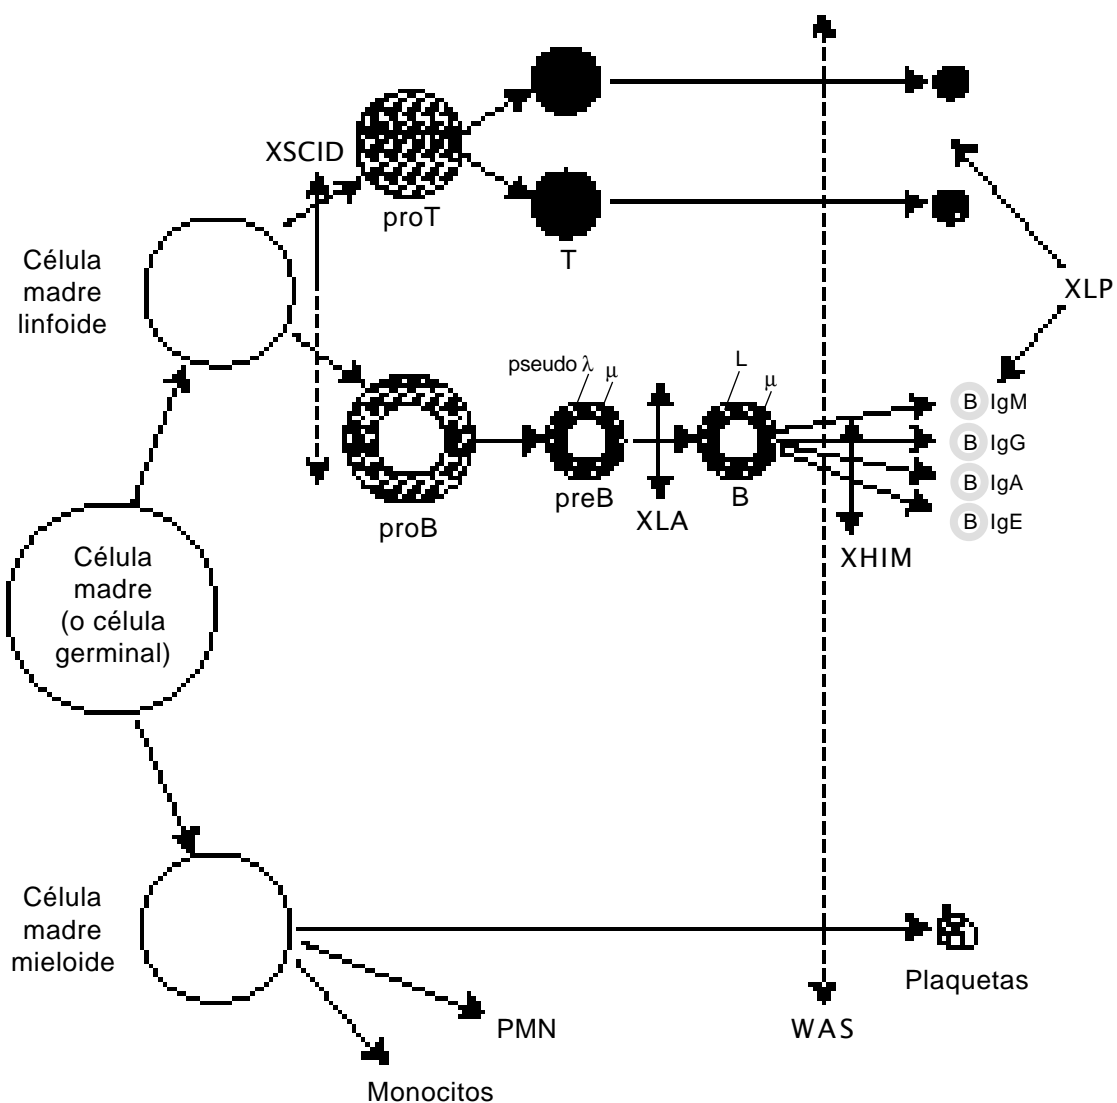 XSCID
proT
T
Célula
madre
linfoide
XLP
pseudo λ
μ
L
μ
B IgM
B IgG
B IgA
B IgE
preB
B
XLA
proB
XHIM
Célula
madre
(o célula
germinal)
Célula
madre
mieloide
Plaquetas
PMN
WAS
Monocitos